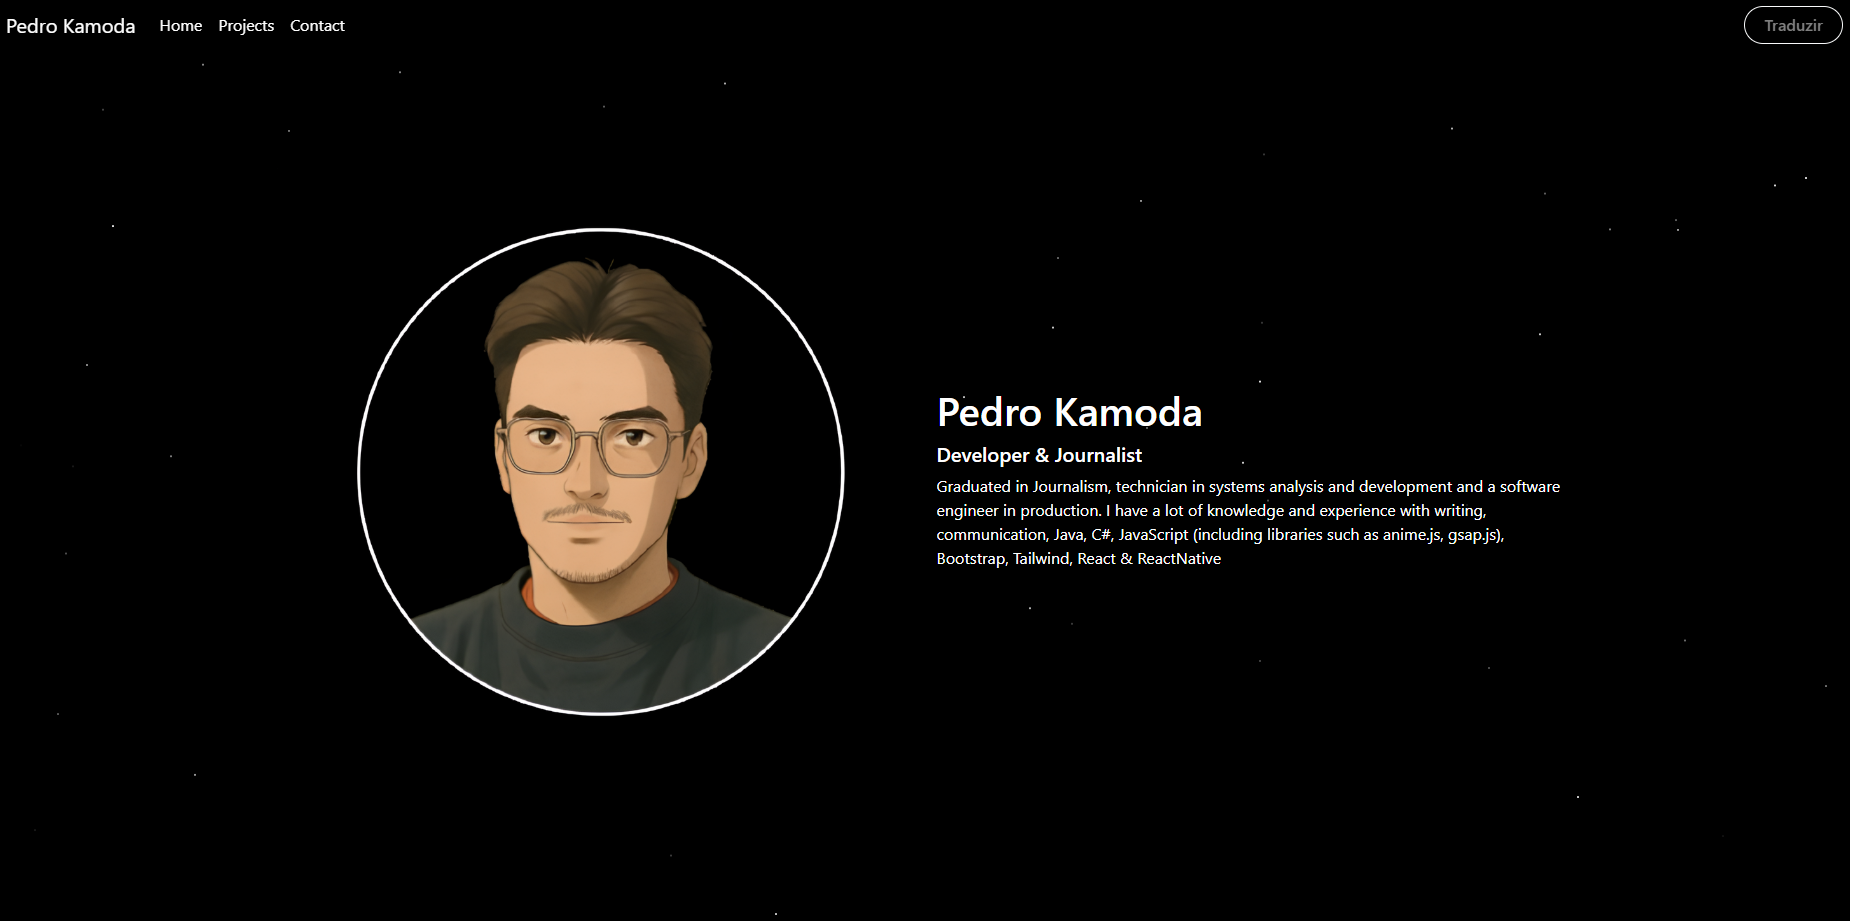 Pedro Kamoda Home Projects Contact Traduzir
Pedro Kamoda
Developer & Journalist
Graduated in Journalism, technician in systems analysis and development and a software
engineer in production. I have a lot of knowledge and experience with writing,
communication, Java, C#, JavaScript (including libraries such as anime.js, gsap.js),
Bootstrap, Tailwind, React & ReactNative